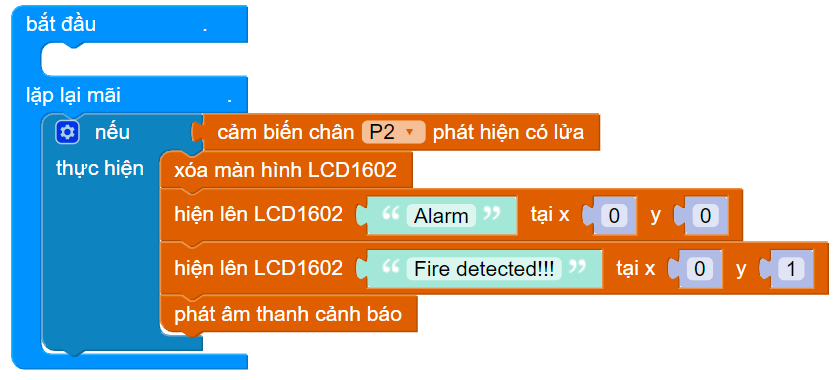 bắt đầu .
lặp lại mãi .
nếu cảm biến chân P2 phát hiện có lửa
thực hiện xóa màn hình LCD1602
hiện lên LCD1602 “ Alarm ” tại x 0 y 0
hiện lên LCD1602 “ Fire detected!!! ” tại x 0 y 1
phát âm thanh cảnh báo